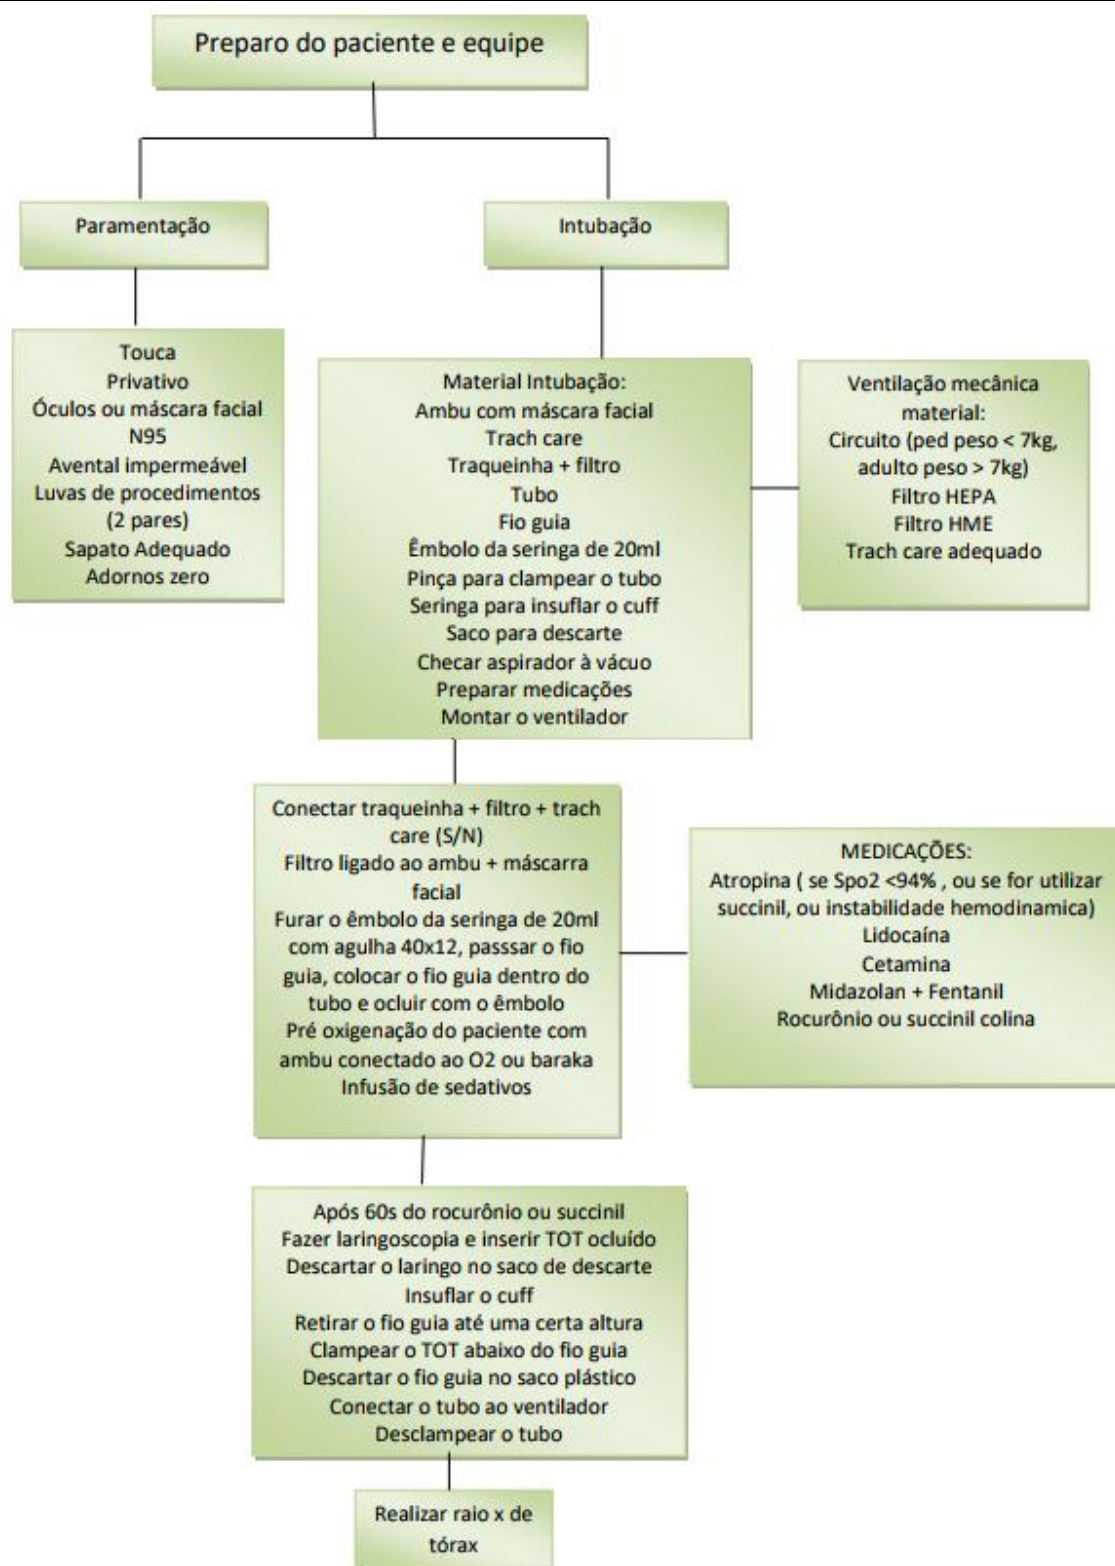 Preparo do paciente e equipe
Paramentação
Intubação
Touca
Privativo
Óculos ou máscara facial
N95
Avental impermeável
Luvas de procedimentos
(2 pares)
Sapato Adequado
Adornos zero
Material Intubação:
Ambu com máscara facial
Trach care
Traqueinha + filtro
Tubo
Fio guia
Êmbolo da seringa de 20ml
Pinça para clampear o tubo
Seringa para insuflar o cuff
Saco para descarte
Checar aspirador à vácuo
Preparar medicações
Montar o ventilador
Ventilação mecânica
material:
Circuito (ped peso < 7kg,
adulto peso > 7kg)
Filtro HEPA
Filtro HME
Trach care adequado
Conectar traqueinha + filtro + trach
care (S/N)
Filtro ligado ao ambu + máscarra
facial
Furar o êmbolo da seringa de 20ml
com agulha 40x12, passsar o fio
guia, colocar o fio guia dentro do
tubo e ocluir com o êmbolo
Pré oxigenação do paciente com
ambu conectado ao O2 ou baraka
Infusão de sedativos
MEDICAÇÕES:
Atropina ( se Spo2 <94% , ou se for utilizar
succinil, ou instabilidade hemodinamica)
Lidocaína
Cetamina
Midazolan + Fentanil
Rocurônio ou succinil colina
Após 60s do rocurônio ou succinil
Fazer laringoscopia e inserir TOT ocluído
Descartar o laringo no saco de descarte
Insuflar o cuff
Retirar o fio guia até uma certa altura
Clampear o TOT abaixo do fio guia
Descartar o fio guia no saco plástico
Conectar o tubo ao ventilador
Desclampear o tubo
Realizar raio x de
tórax